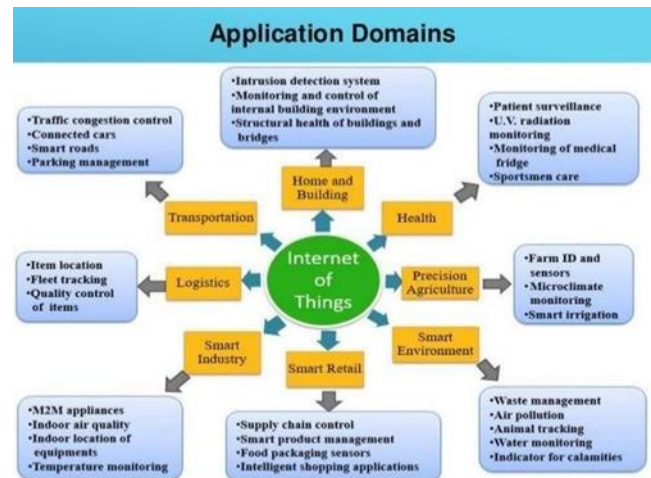 Application Domains
•Intrusion detection system
•Monitoring and control of
internal building environment
•Structural health of buildings and
bridges
•Traffic congestion control
•Connected cars
•Smart roads
•Parking management
•Patient surveillance
•U.V. radiation
monitoring
•Monitoring of medical
fridge
•Sportsmen care
Home and
Building
Transportation
Health
Internet
of
Things
•Item location
•Fleet tracking
•Quality control
of items
Logistics
Precision
Agriculture
•Farm ID and
sensors
•Microclimate
monitoring
•Smart irrigation
Smart
Industry
Smart Retail
Smart
Environment
•M2M appliances
•Indoor air quality
•Indoor location of
equipments
•Temperature monitoring
•Supply chain control
•Smart product management
•Food packaging sensors
•Intelligent shopping applications
•Waste management
•Air pollution
•Animal tracking
•Water monitoring
•Indicator for calamities